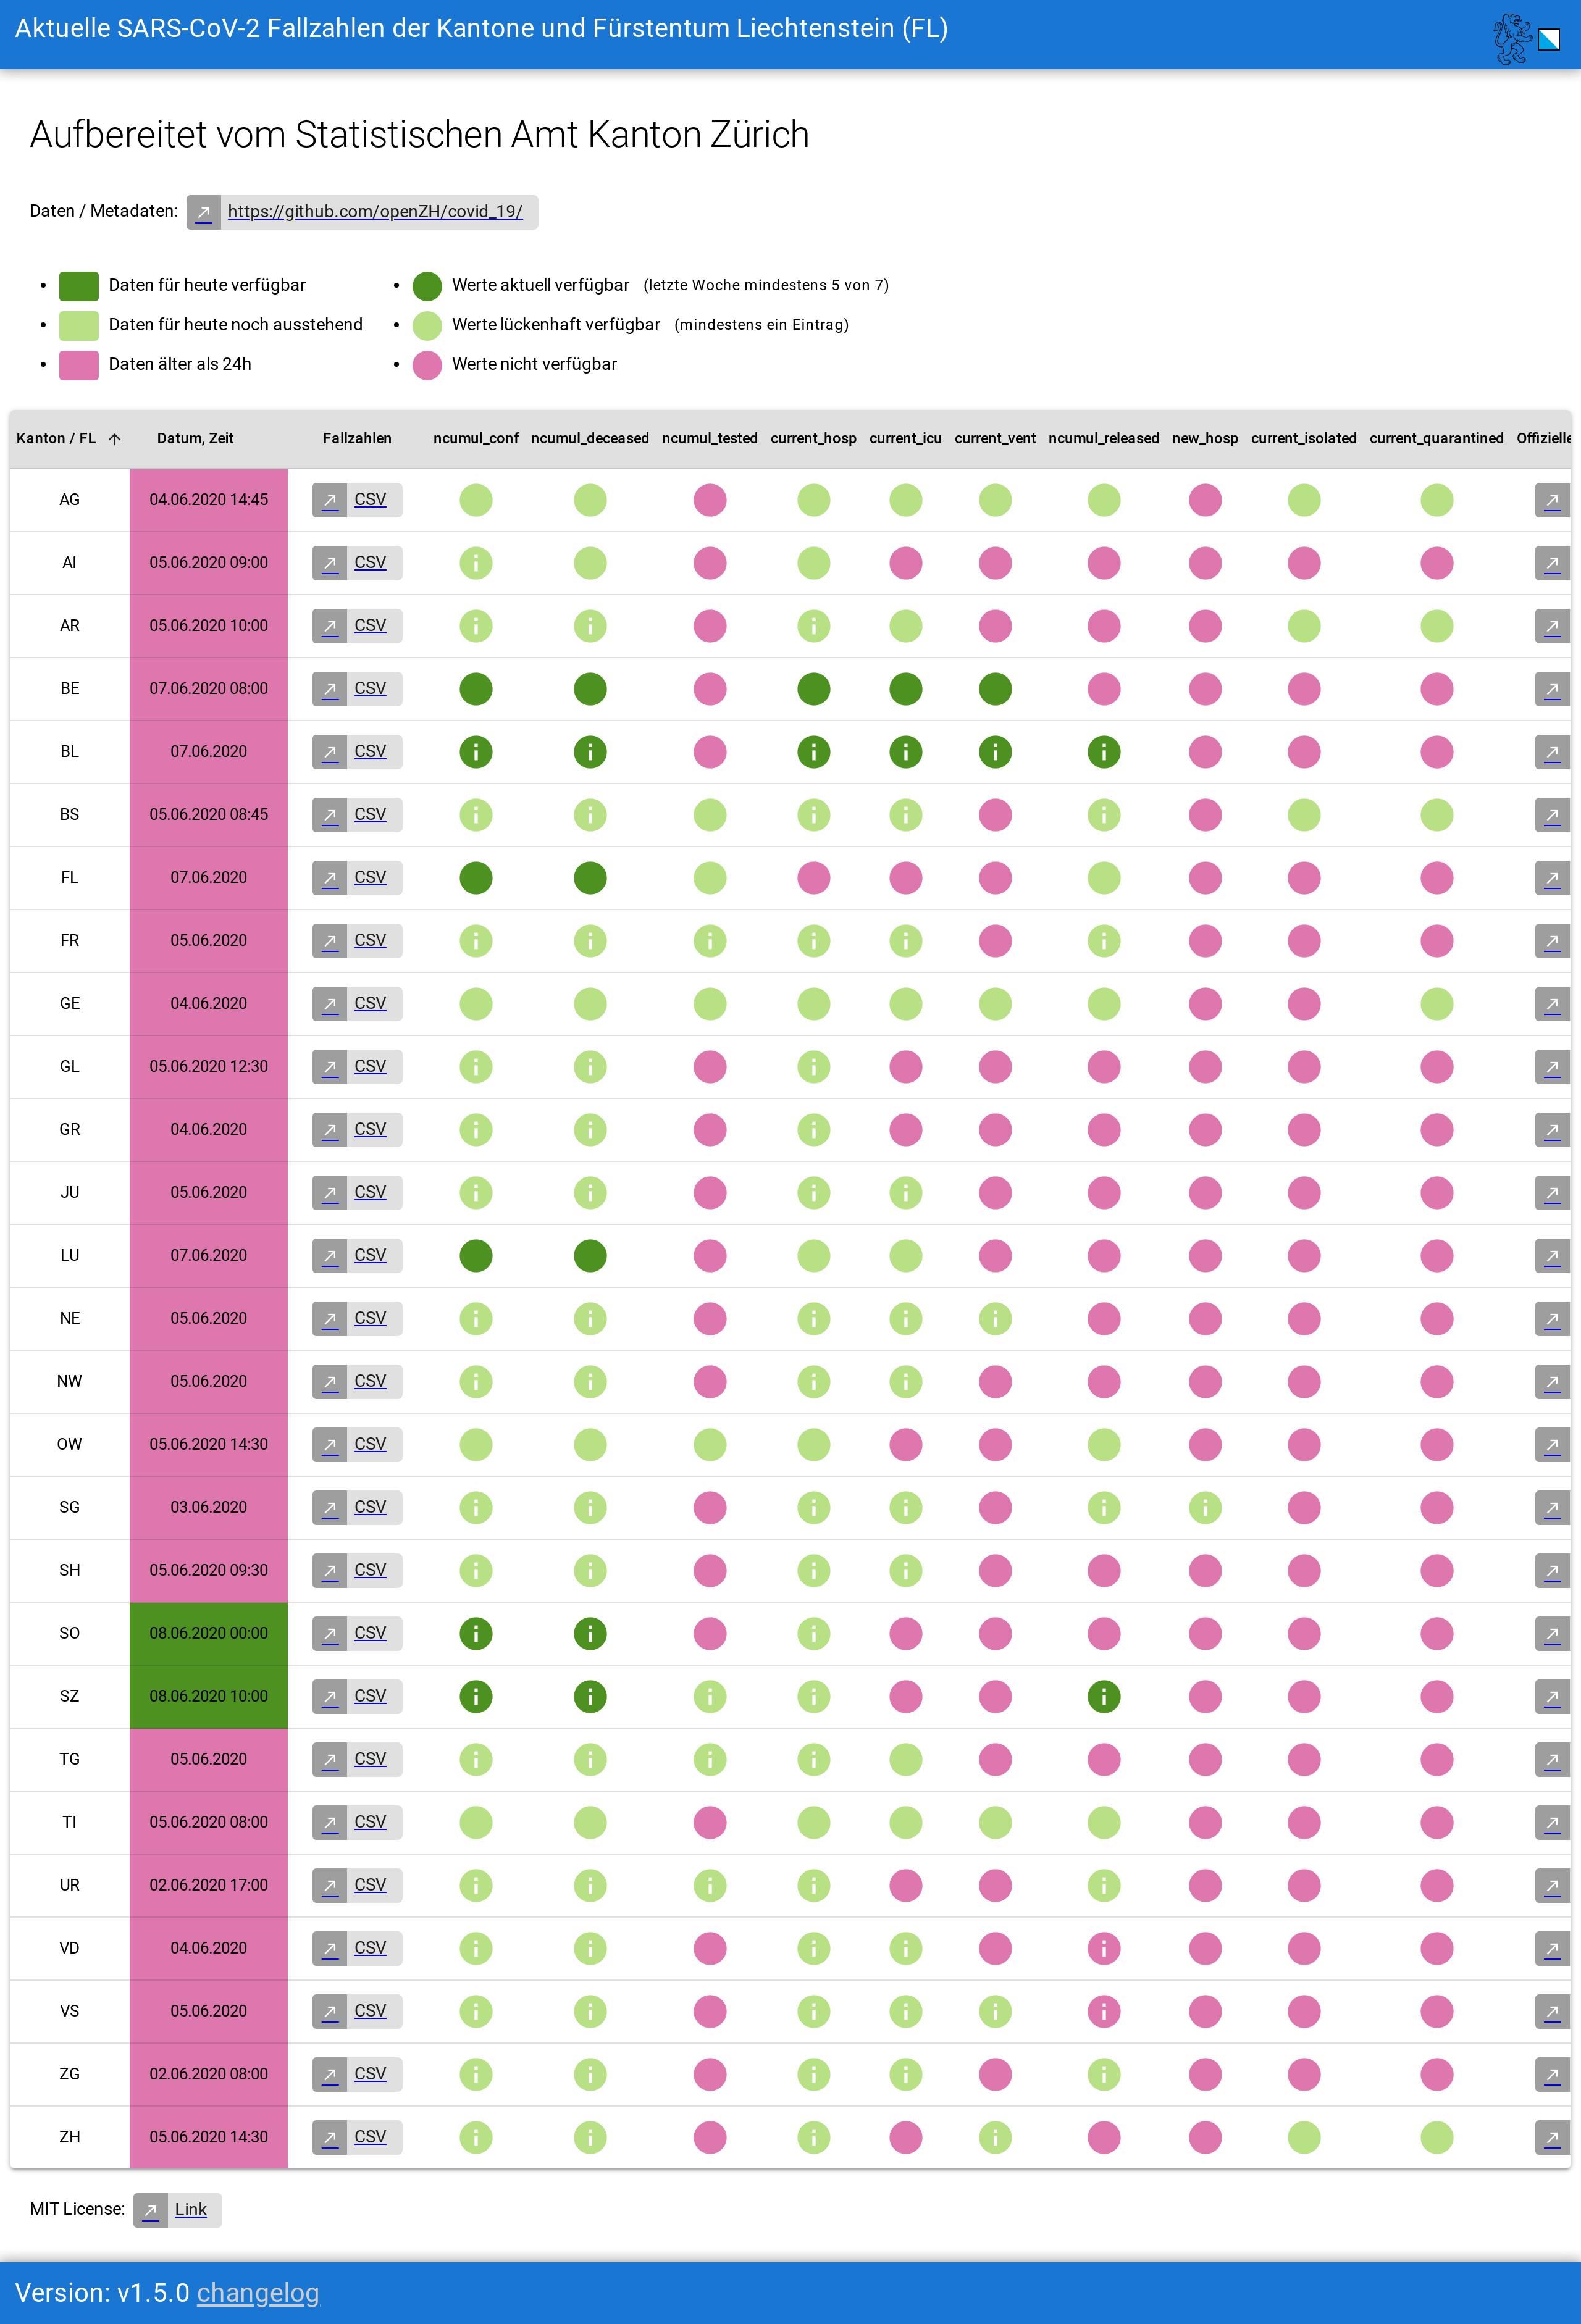 Aktuelle SARS-CoV-2 Fallzahlen der Kantone und Fürstentum Liechtenstein (FL)
Aufbereitet vom Statistischen Amt Kanton Zürich
Daten / Metadaten: https://github.com/openZH/covid_19/
Daten für heute verfügbar
Daten für heute noch ausstehend
Daten älter als 24h
Werte aktuell verfügbar (letzte Woche mindestens 5 von 7)
Werte lückenhaft verfügbar (mindestens ein Eintrag)
Werte nicht verfügbar
Kanton / FL Datum, Zeit Fallzahlen ncumul_conf ncumul_deceased ncumul_tested current_hosp current_icu current_vent ncumul_released new_hosp current_isolated current_quarantined Offizielle
AG 04.06.2020 14:45 CSV
AI 05.06.2020 09:00 CSV
AR 05.06.2020 10:00 CSV
BE 07.06.2020 08:00 CSV
BL 07.06.2020 CSV
BS 05.06.2020 08:45 CSV
FL 07.06.2020 CSV
FR 05.06.2020 CSV
GE 04.06.2020 CSV
GL 05.06.2020 12:30 CSV
GR 04.06.2020 CSV
JU 05.06.2020 CSV
LU 07.06.2020 CSV
NE 05.06.2020 CSV
NW 05.06.2020 CSV
OW 05.06.2020 14:30 CSV
SG 03.06.2020 CSV
SH 05.06.2020 09:30 CSV
SO 08.06.2020 00:00 CSV
SZ 08.06.2020 10:00 CSV
TG 05.06.2020 CSV
TI 05.06.2020 08:00 CSV
UR 02.06.2020 17:00 CSV
VD 04.06.2020 CSV
VS 05.06.2020 CSV
ZG 02.06.2020 08:00 CSV
ZH 05.06.2020 14:30 CSV
MIT License: Link
Version: v1.5.0 changelog